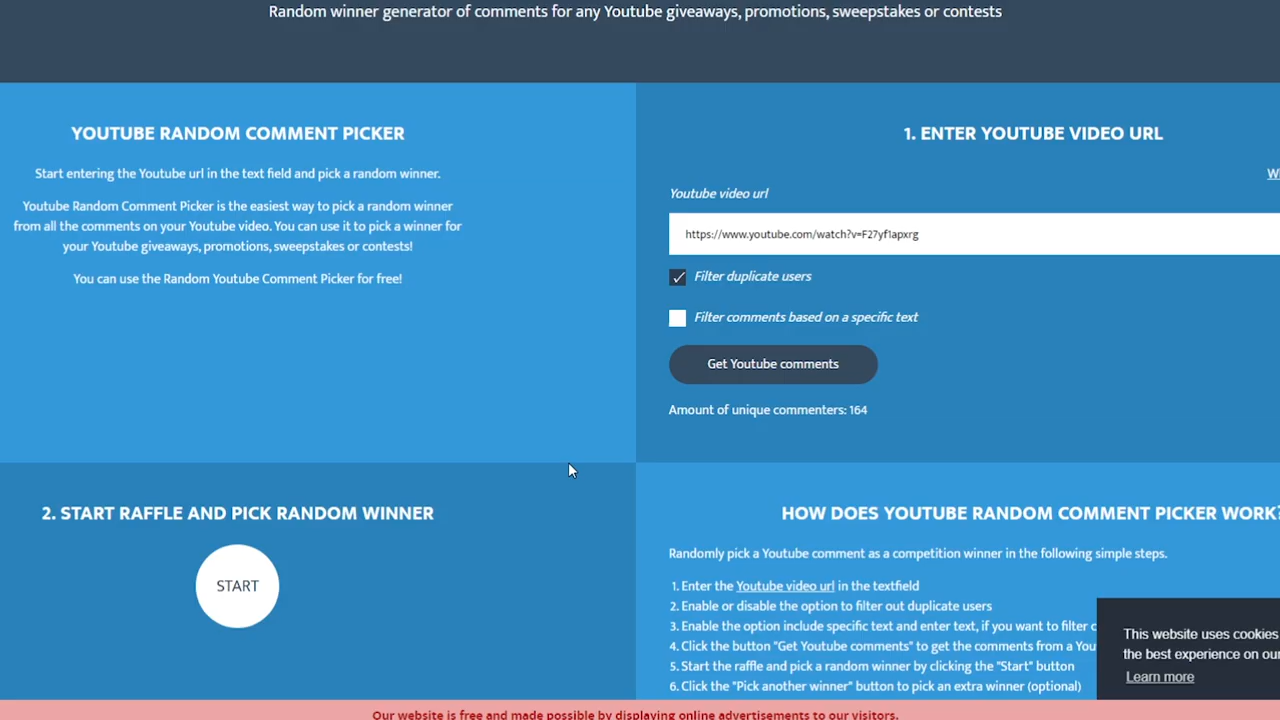 Random winner generator of comments for any Youtube giveaways, promotions, sweepstakes or contests
YOUTUBE RANDOM COMMENT PICKER
Start entering the Youtube url in the text field and pick a random winner.
Youtube Random Comment Picker is the easiest way to pick a random winner
from all the comments on your Youtube video. You can use it to pick a winner for
your Youtube giveaways, promotions, sweepstakes or contests!
You can use the Random Youtube Comment Picker for free!
1. ENTER YOUTUBE VIDEO URL
Youtube video url
https://www.youtube.com/watch?v=F27yf1apxrg
Filter duplicate users
Filter comments based on a specific text
Get Youtube comments
Amount of unique commenters: 164
2. START RAFFLE AND PICK RANDOM WINNER
START
HOW DOES YOUTUBE RANDOM COMMENT PICKER WORK?
Randomly pick a Youtube comment as a competition winner in the following simple steps.
1. Enter the Youtube video url in the textfield
2. Enable or disable the option to filter out duplicate users
3. Enable the option include specific text and enter text, if you want to filter
4. Click the button "Get Youtube comments" to get the comments from a You
5. Start the raffle and pick a random winner by clicking the "Start" button
6. Click the "Pick another winner" button to pick an extra winner (optional)
This website uses cookies
the best experience on our
Learn more
Our website is free and made possible by displaying online advertisements to our visitors.